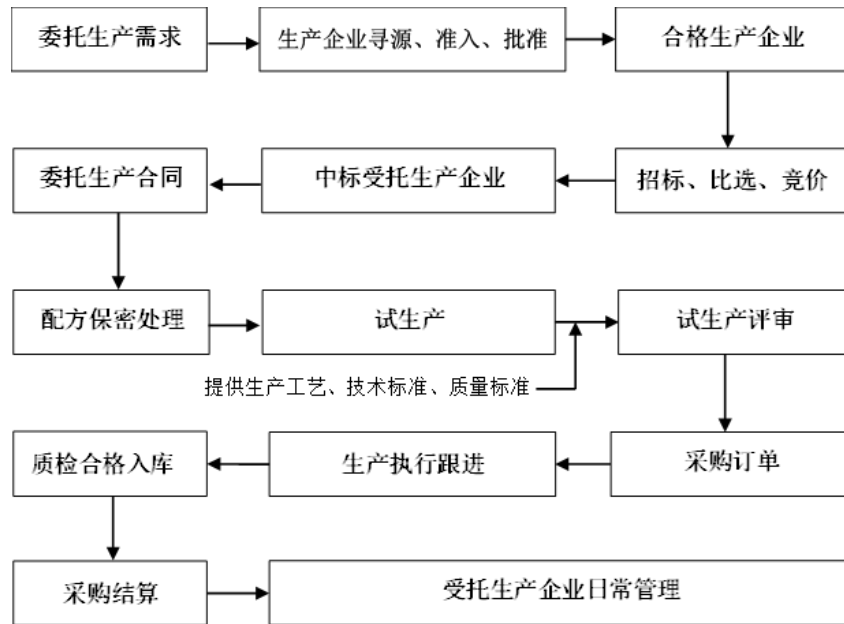 委托生产需求
生产企业寻源、准入、批准
合格生产企业
招标、比选、竞价
中标受托生产企业
委托生产合同
配方保密处理
试生产
试生产评审
提供生产工艺、技术标准、质量标准
采购订单
生产执行跟进
质检合格入库
采购结算
受托生产企业日常管理